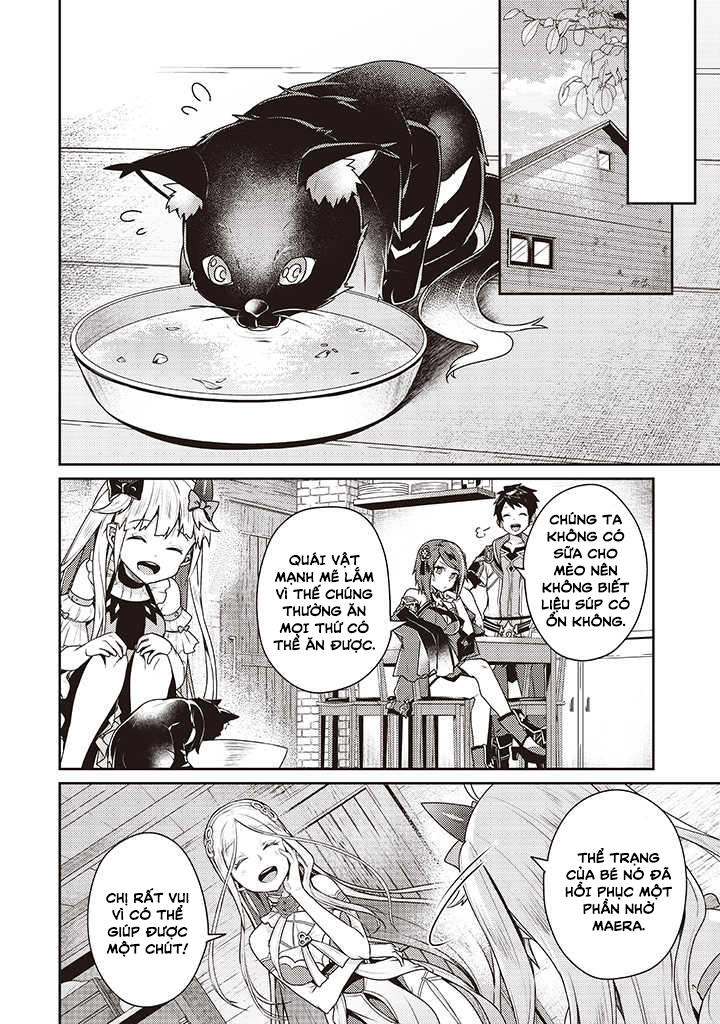 CHÚNG TA
KHÔNG CÓ
SỮA CHO
MÈO NÊN
KHÔNG BIẾT
LIỆU SÚP CÓ
ỔN KHÔNG.
QUÁI VẬT
MẠNH MẼ LẮM
VÌ THẾ CHÚNG
THƯỜNG ĂN
MỌI THỨ CÓ
THỂ ĂN ĐƯỢC.
THỂ TRẠNG
CỦA BÉ NÓ ĐÃ
HỒI PHỤC MỘT
PHẦN NHỜ
MAERA.
CHỊ RẤT VUI
VÌ CÓ THỂ
GIÚP ĐƯỢC
MỘT CHÚT!